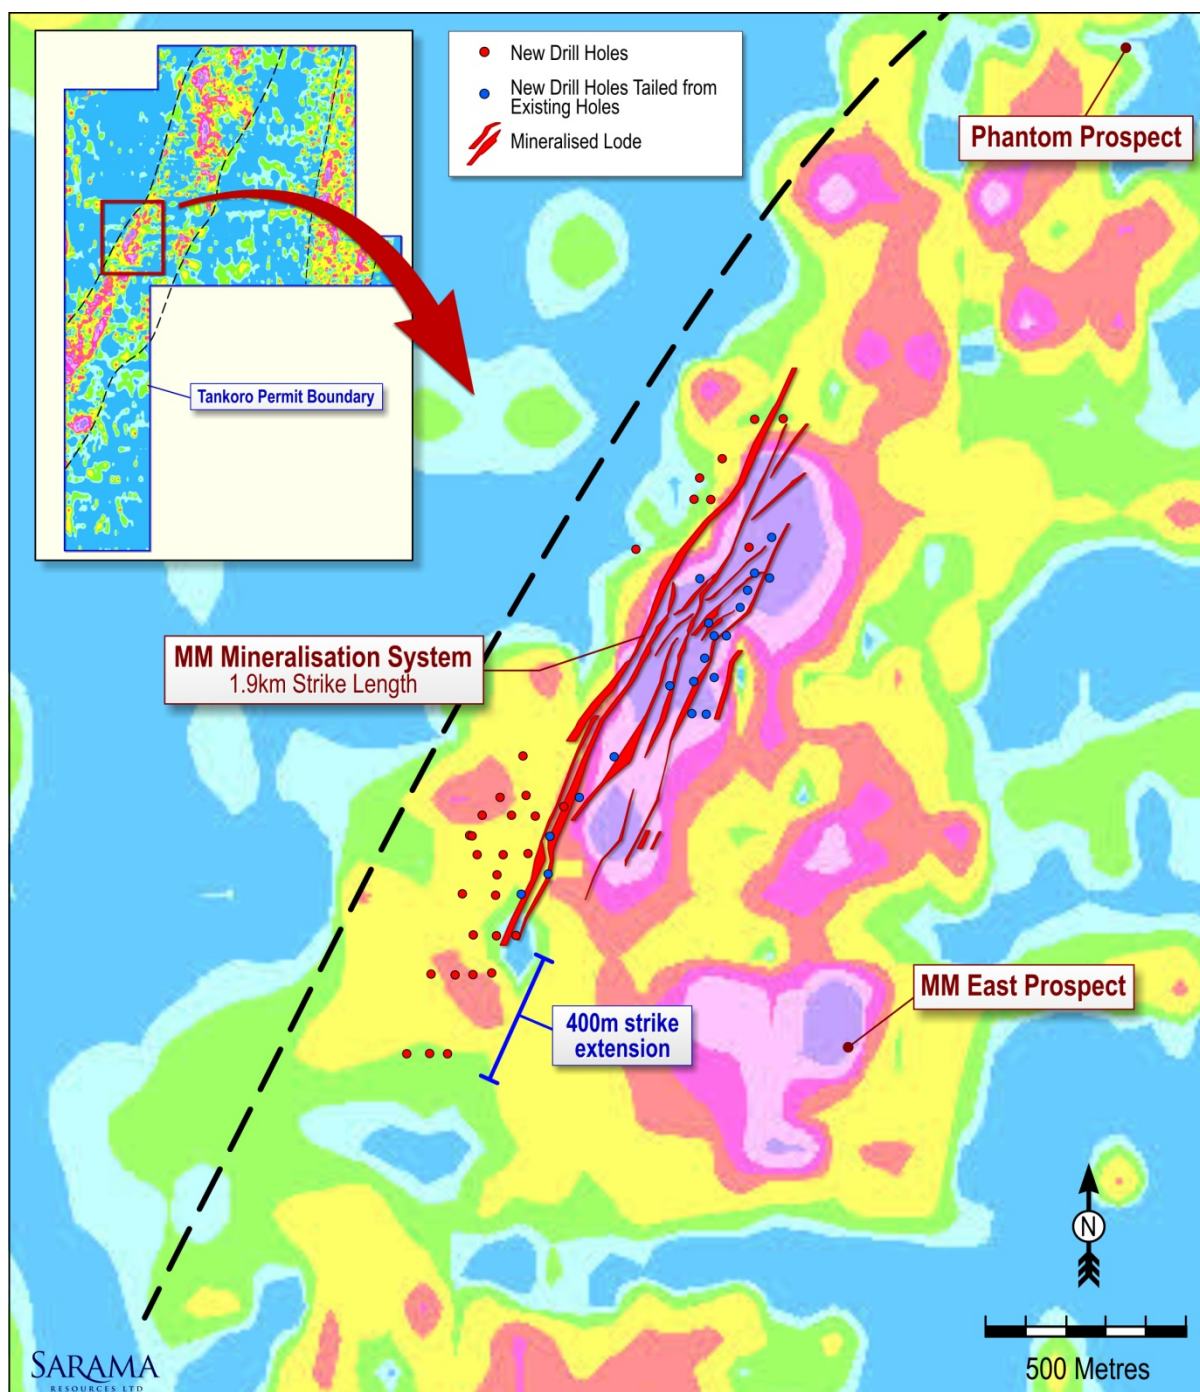 New Drill Holes
New Drill Holes Tailed from
Existing Holes
Mineralised Lode
Phantom Prospect
Tankoro Permit Boundary
MM Mineralisation System
1.9km Strike Length
MM East Prospect
400m strike
extension
N
500 Metres
SARAMA
RESOURCES LTD